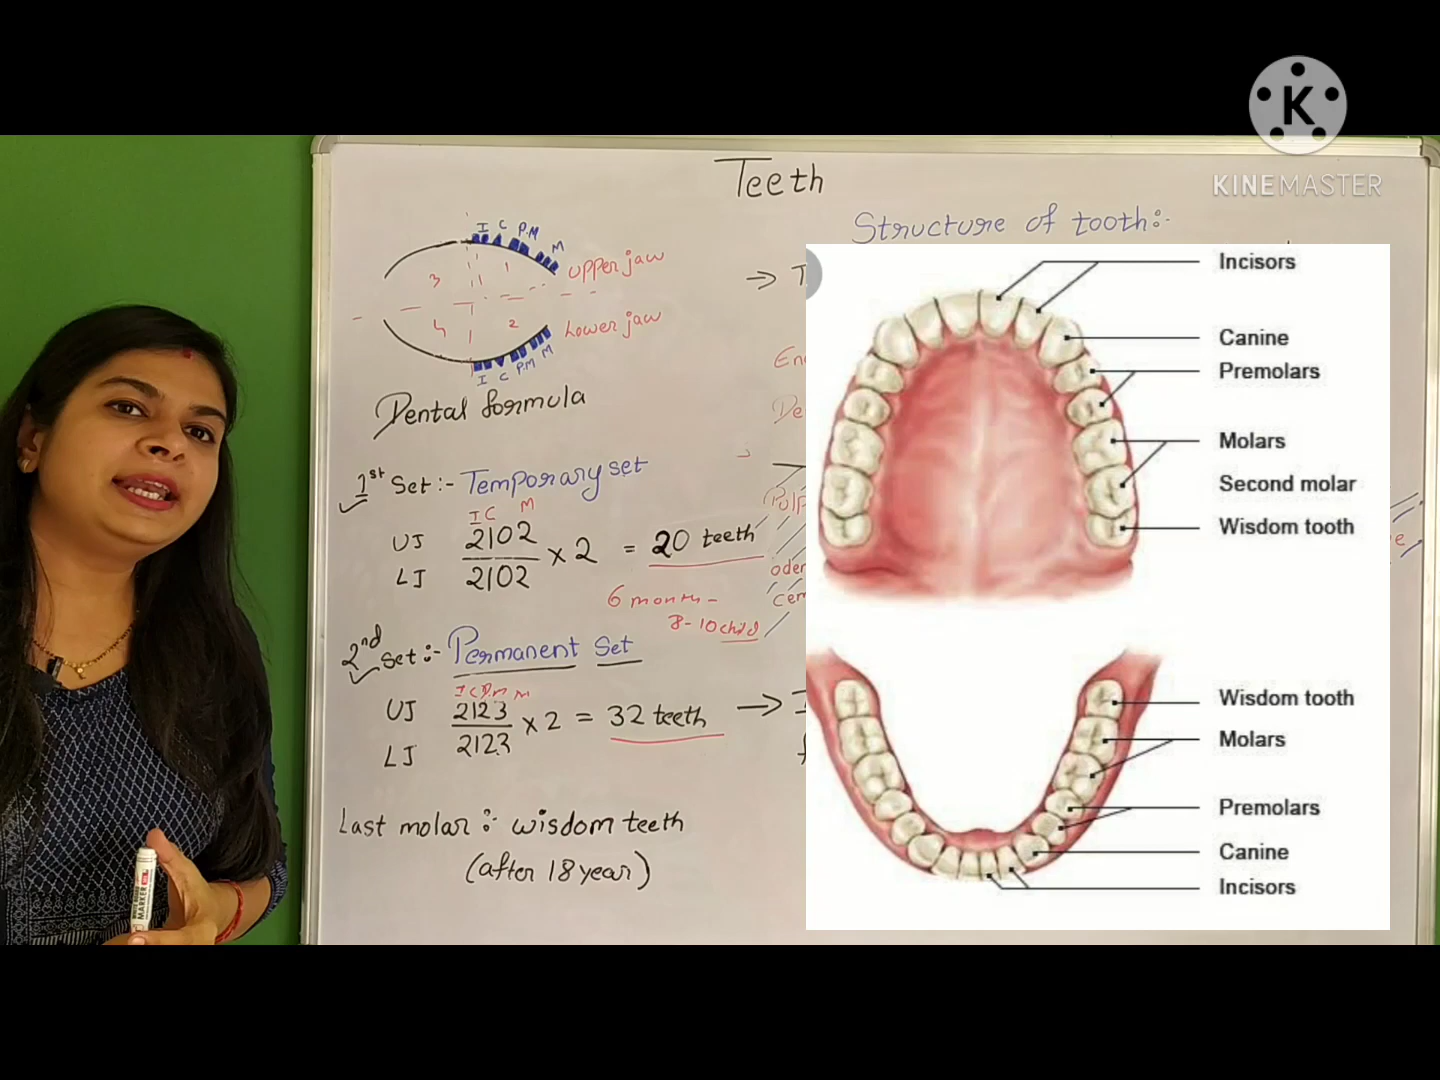 K
KINEMASTER
Teeth
Structure of tooth:-
I C P.M M
upper jaw
3 1
4 2
Lower jaw
I C P.M M
Dental formula
1st Set :- Temporary set
I C M
UJ 2102
LJ 2102
x 2 = 20 teeth
6 month -
8-10 child
2nd Set :- Permanent Set
I C P.M M
UJ 2123
LJ 2123
x 2 = 32 teeth
Last molar :- wisdom teeth
(after 18 year)
Incisors
Canine
Premolars
Molars
Second molar
Wisdom tooth
Wisdom tooth
Molars
Premolars
Canine
Incisors
MARKER